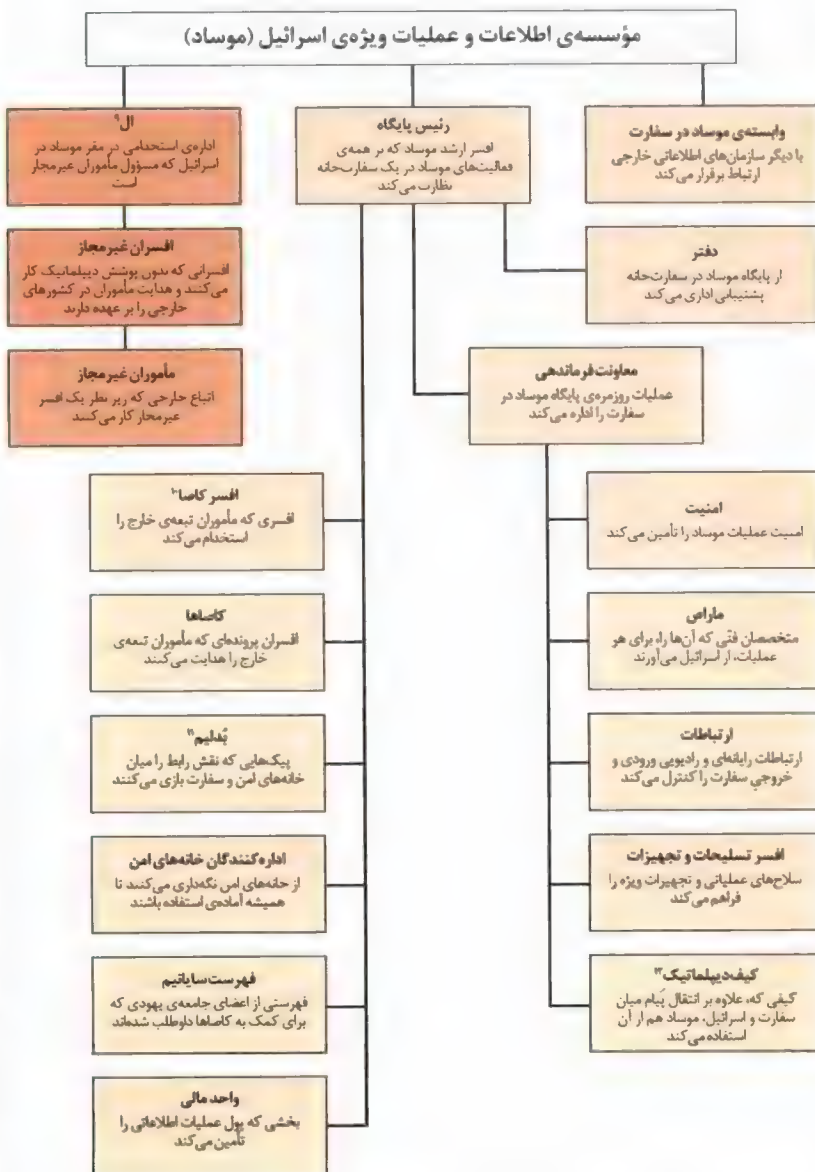 مؤسسه‌ی اطلاعات و عملیات ویژه‌ی اسرائیل (موساد)
وابسته‌ی موساد در سفارت
با دیگر سازمان‌های اطلاعاتی خارجی
ارتباط برقرار می‌کند
رئیس پایگاه
افسر ارشد موساد که بر همه‌ی
فعالیت‌های موساد در یک سفارت‌خانه
نظارت می‌کند
ال⁹
اداره‌ی استخدامی در مقر موساد در
اسرائیل که مسؤول مأموران غیرمجاز
است
دفتر
از پایگاه موساد در سفارت‌خانه
پشتیبانی اداری می‌کند
افسران غیرمجاز
افسرانی که بدون پوشش دیپلماتیک کار
می‌کنند و هدایت مأموران در کشورهای
خارجی را بر عهده دارند
معاونت فرماندهی
عملیات روزمره‌ی پایگاه موساد در
سفارت را اداره می‌کند
مأموران غیرمجاز
اتباع خارجی که زیر نظر یک افسر
غیرمجاز کار می‌کنند
امنیت
امنیت عملیات موساد را تأمین می‌کند
ماراص
متخصصان فنّی که آن‌ها را، برای هر
عملیات، از اسرائیل می‌آورند
ارتباطات
ارتباطات رایانه‌ای و رادیویی ورودی و
خروجی سفارت را کنترل می‌کند
افسر تسلیحات و تجهیزات
سلاح‌های عملیاتی و تجهیزات ویژه را
فراهم می‌کند
کیف دیپلماتیک
کیفی که، علاوه بر انتقال پیام میان
سفارت و اسرائیل، موساد هم از آن
استفاده می‌کند
افسر کاصا
افسری که مأموران تبعه‌ی خارج را
استخدام می‌کند
کاصاها
افسران پرونده‌ای که مأموران تبعه‌ی
خارج را هدایت می‌کنند
بُدلیم
پیک‌هایی که نقش رابط را میان
خانه‌های امن و سفارت بازی می‌کنند
اداره‌کنندگان خانه‌های امن
از خانه‌های امن نگه‌داری می‌کنند تا
همیشه آماده‌ی استفاده باشند
فهرست سایانیم
فهرستی از اعضای جامعه‌ی یهودی که
برای کمک به کاصاها داوطلب شده‌اند
واحد مالی
بخشی که پول عملیات اطلاعاتی را
تأمین می‌کند